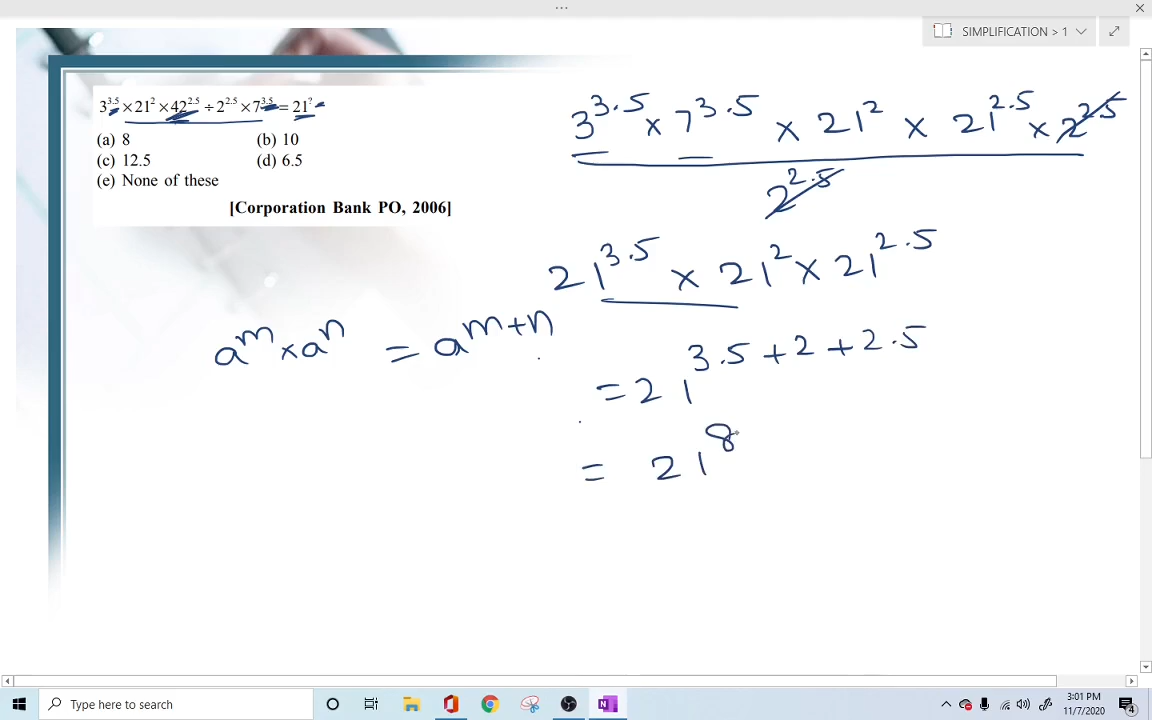 ...
SIMPLIFICATION > 1
3^3.5 × 21^2 × 42^2.5 ÷ 2^2.5 × 7^3.5 = 21^?
(a) 8 (b) 10
(c) 12.5 (d) 6.5
(e) None of these
[Corporation Bank PO, 2006]
3^3.5 × 7^3.5 × 21^2 × 21^2.5 × 2^2.5
2^2.5
21^3.5 × 21^2 × 21^2.5
a^m × a^n = a^m+n
= 21^3.5+2+2.5
= 21^8
Type here to search
3:01 PM
11/7/2020
4